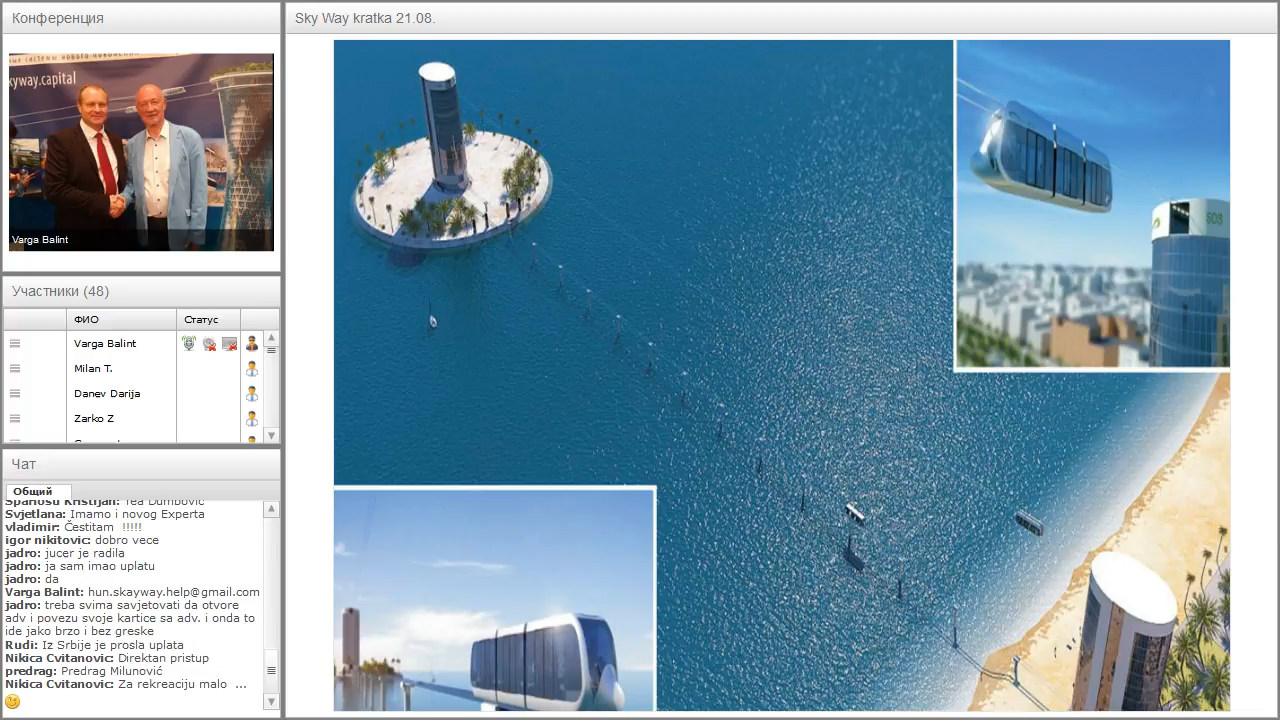 Конференция
Sky Way kratka 21.08.
kyway.capital
Varga Balint
Участники (48)
ФИО
Статус
Varga Balint
Milan T.
Danev Darija
Zarko Z
SDS
Чат
Общий
Svjetlana: Imamo i novog Experta
vladimir: Čestitam !!!!!
igor nikitovic: dobro vece
jadro: jucer je radila
jadro: ja sam imao uplatu
jadro: da
Varga Balint: hun.skayway.help@gmail.com
jadro: treba svima savjetovati da otvore
adv i povezu svoje kartice sa adv. i onda to
ide jako brzo i bez greske
Rudi: Iz Srbije je prosla uplata
Nikica Cvitanovic: Direktan pristup
predrag: Predrag Milunović
Nikica Cvitanovic: Za rekreaciju malo ...